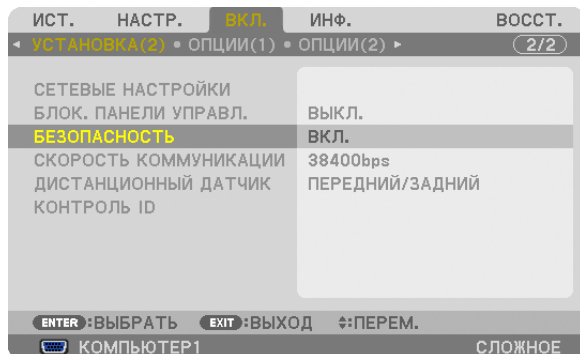 ИСТ. НАСТР. ВКЛ. ИНФ. ВОССТ.
◄ УСТАНОВКА(2) • ОПЦИИ(1) • ОПЦИИ(2) ► 2/2
СЕТЕВЫЕ НАСТРОЙКИ
БЛОК. ПАНЕЛИ УПРАВЛ. ВЫКЛ.
БЕЗОПАСНОСТЬ ВКЛ.
СКОРОСТЬ КОММУНИКАЦИИ 38400bps
ДИСТАНЦИОННЫЙ ДАТЧИК ПЕРЕДНИЙ/ЗАДНИЙ
КОНТРОЛЬ ID
ENTER:ВЫБРАТЬ EXIT:ВЫХОД ♦:ПЕРЕМ.
КОМПЬЮТЕР1 СЛОЖНОЕ